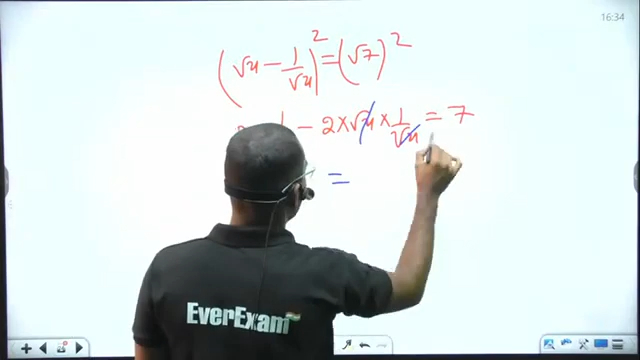 16:34
(√x − 1/√x)² = (√7)²
− 2 × √x × 1/√x = 7
=
EverExam